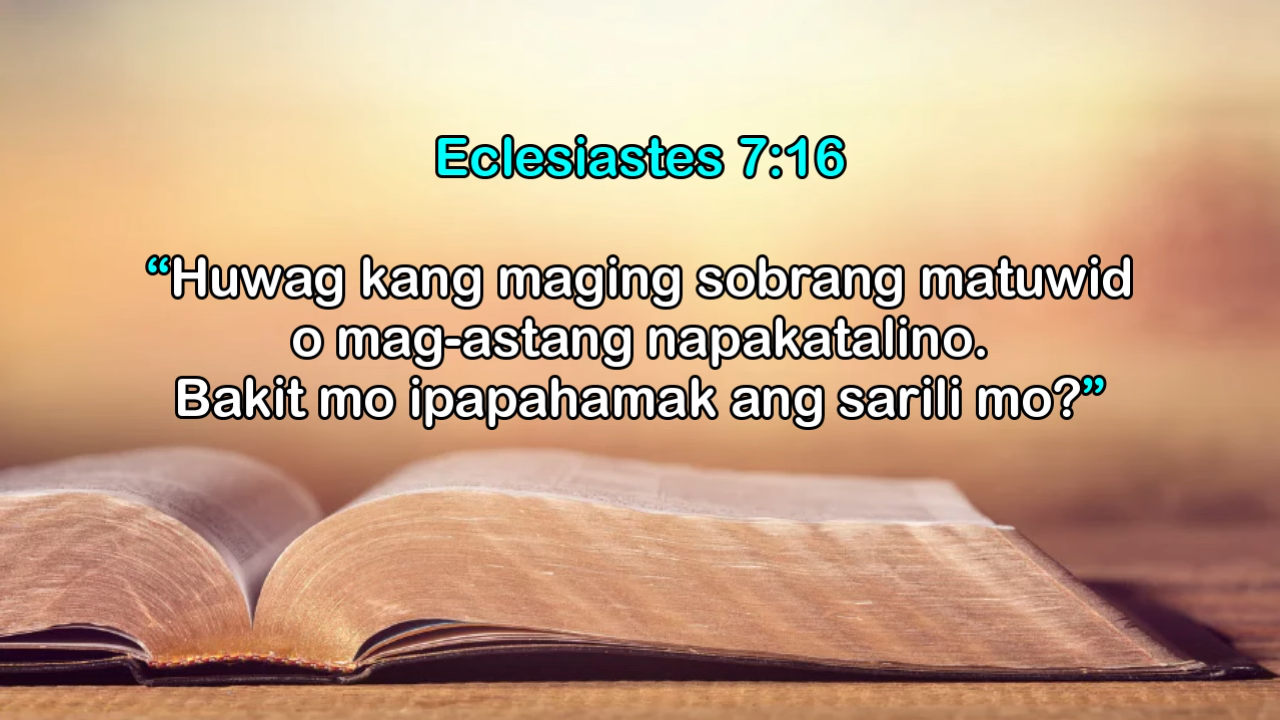 Eclesiastes 7:16
“Huwag kang maging sobrang matuwid
o mag-astang napakatalino.
Bakit mo ipapahamak ang sarili mo?”